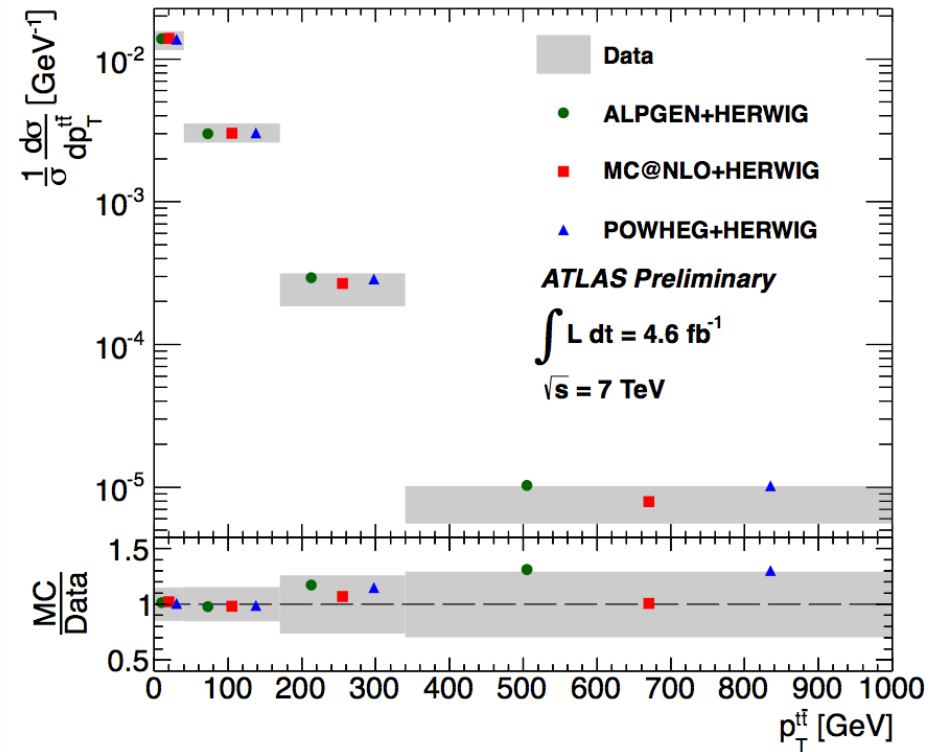 1/σ dσ/dp_T^{tt̄} [GeV⁻¹]
10⁻²
10⁻³
10⁻⁴
10⁻⁵
Data
ALPGEN+HERWIG
MC@NLO+HERWIG
POWHEG+HERWIG
ATLAS Preliminary
∫ L dt = 4.6 fb⁻¹
√s = 7 TeV
MC/Data
1.5
1
0.5
0 100 200 300 400 500 600 700 800 900 1000
p_T^{tt̄} [GeV]